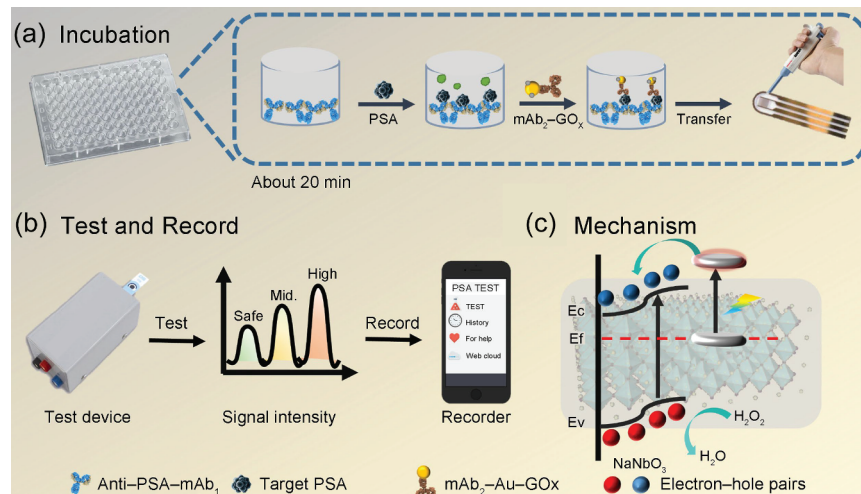 (a) Incubation
PSA
mAb₂–GOₓ
Transfer
About 20 min
(b) Test and Record
Test
Safe
Mid.
High
Record
PSA TEST
TEST
History
For help
Web cloud
Test device
Signal intensity
Recorder
(c) Mechanism
Ec
Ef
Ev
H₂O₂
H₂O
NaNbO₃
Anti–PSA–mAb₁
Target PSA
mAb₂–Au–GOx
Electron–hole pairs